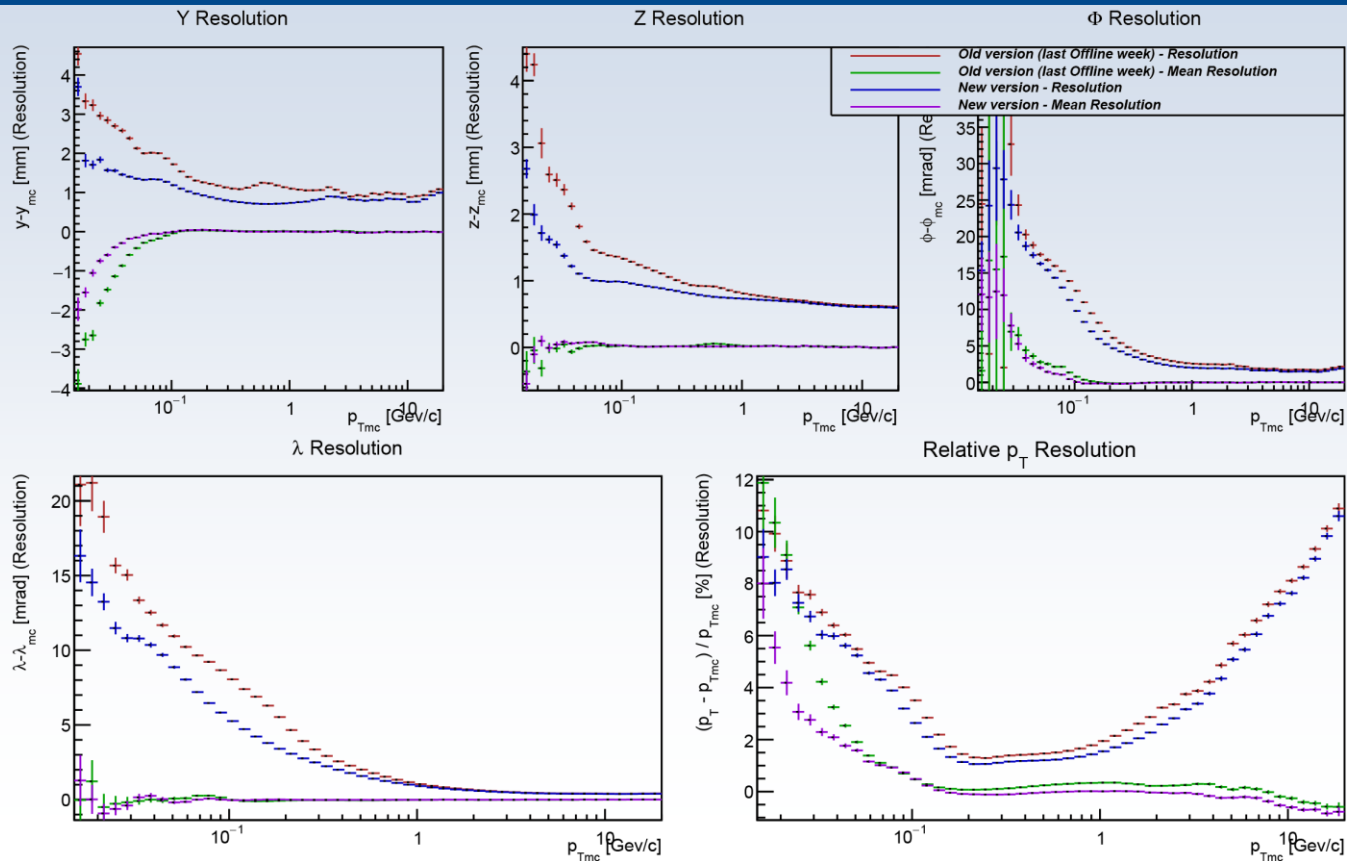 Y Resolution
Z Resolution
Φ Resolution
Old version (last Offline week) - Resolution
Old version (last Offline week) - Mean Resolution
New version - Resolution
New version - Mean Resolution
y-y_mc [mm] (Resolution)
4
3
2
1
0
−1
−2
−3
−4
10⁻¹
1
10
p_Tmc [Gev/c]
z-z_mc [mm] (Resolution)
4
3
2
1
0
10⁻¹
1
10
p_Tmc [Gev/c]
ϕ-ϕ_mc [mrad] (Re
35
30
25
20
15
10
5
0
10⁻¹
1
10
p_Tmc [Gev/c]
λ Resolution
λ-λ_mc [mrad] (Resolution)
20
15
10
5
0
10⁻¹
1
10
p_Tmc [Gev/c]
Relative p_T Resolution
(p_T - p_Tmc) / p_Tmc [%] (Resolution)
12
10
8
6
4
2
0
10⁻¹
1
10
p_Tmc [Gev/c]